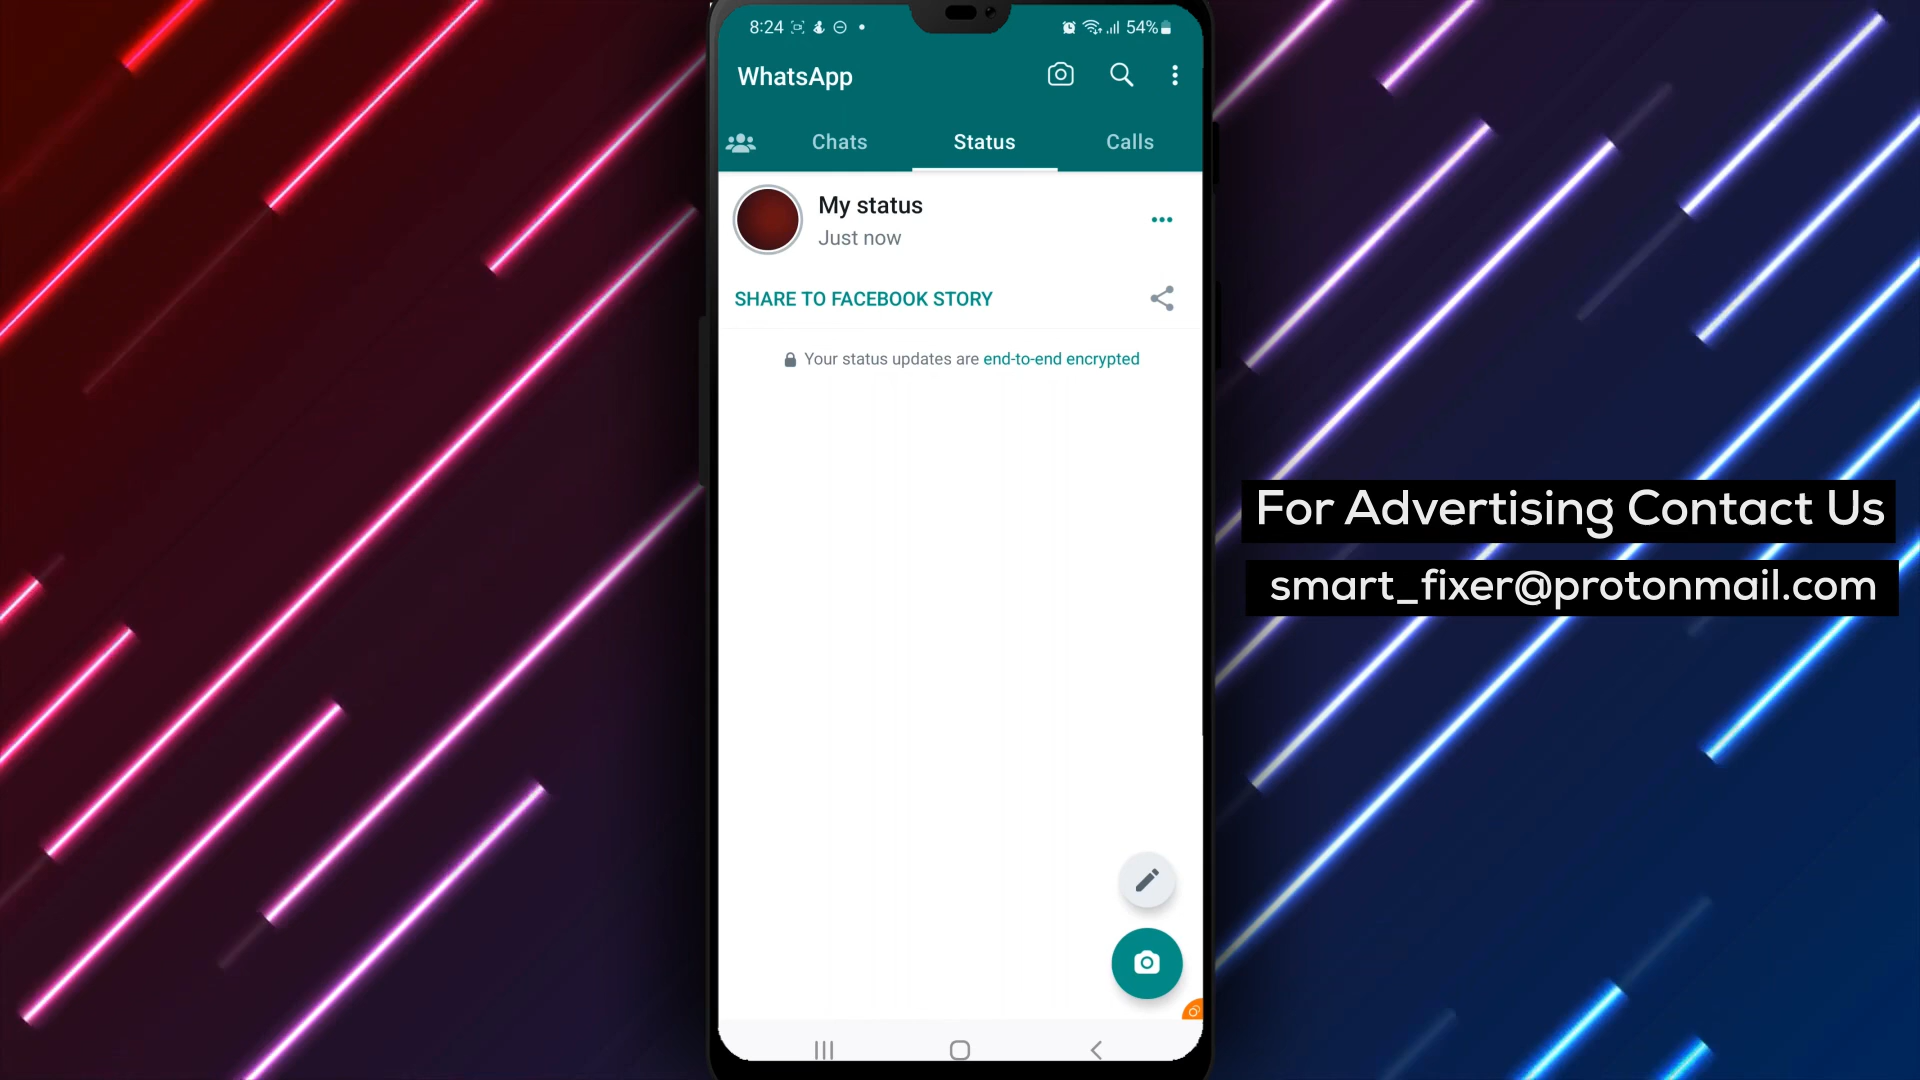 8:24
54%
WhatsApp
Chats
Status
Calls
My status
Just now
SHARE TO FACEBOOK STORY
Your status updates are end-to-end encrypted
For Advertising Contact Us
smart_fixer@protonmail.com